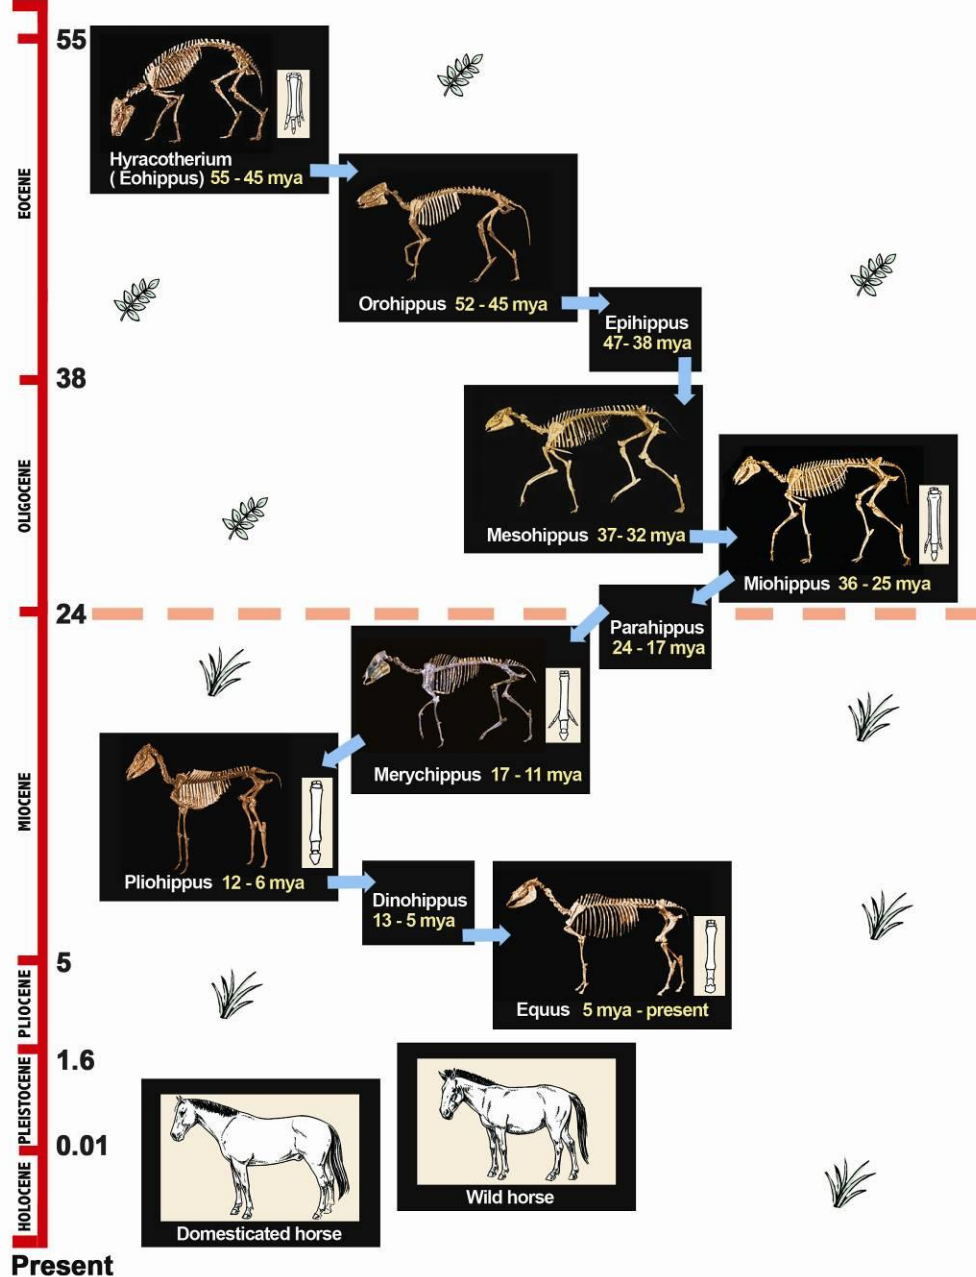 55
Hyracotherium
( Eohippus) 55 - 45 mya
EOCENE
Orohippus 52 - 45 mya
Epihippus
47- 38 mya
38
OLIGOCENE
Mesohippus 37- 32 mya
Miohippus 36 - 25 mya
24
Parahippus
24 - 17 mya
Merychippus 17 - 11 mya
MIOCENE
Pliohippus 12 - 6 mya
Dinohippus
13 - 5 mya
5
Equus 5 mya - present
PLIOCENE
1.6
PLEISTOCENE
0.01
HOLOCENE
Wild horse
Domesticated horse
Present